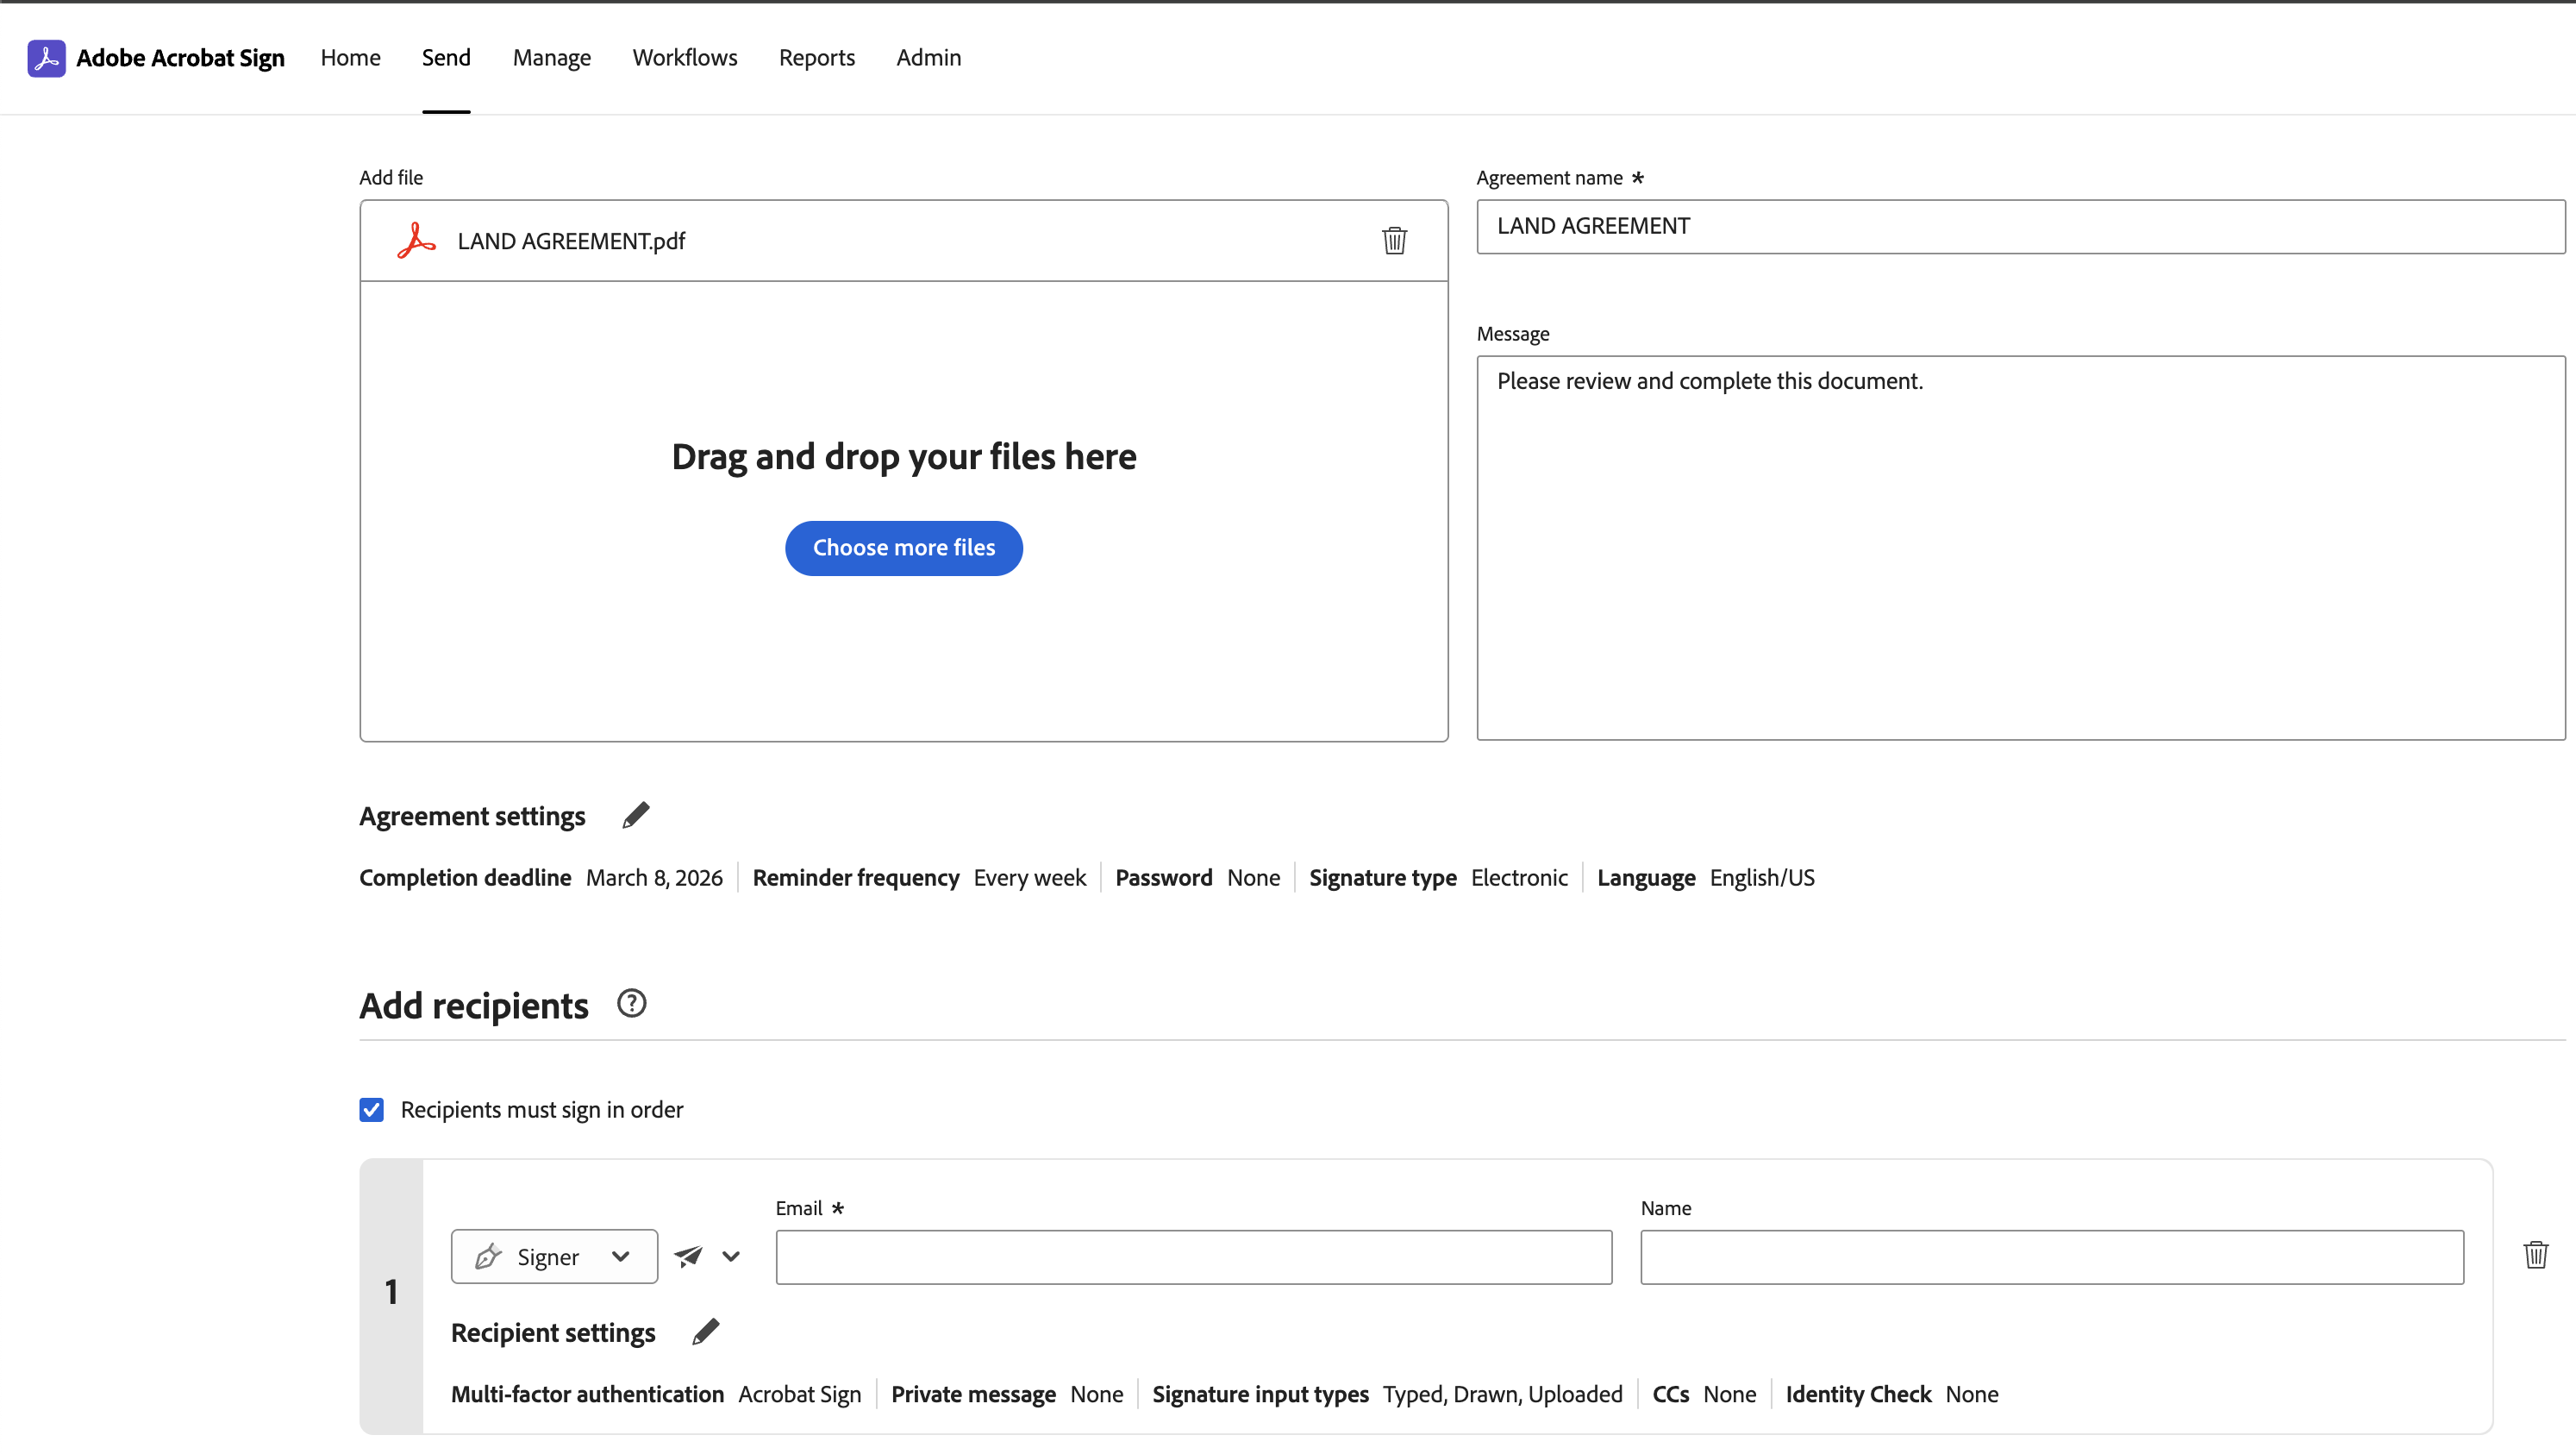 Adobe Acrobat Sign Home Send Manage Workflows Reports Admin
Add file
LAND AGREEMENT.pdf
Drag and drop your files here
Choose more files
Agreement name *
LAND AGREEMENT
Message
Please review and complete this document.
Agreement settings
Completion deadline March 8, 2026 Reminder frequency Every week Password None Signature type Electronic Language English/US
Add recipients ?
Recipients must sign in order
1
Signer
Email *
Name
Recipient settings
Multi-factor authentication Acrobat Sign Private message None Signature input types Typed, Drawn, Uploaded CCs None Identity Check None